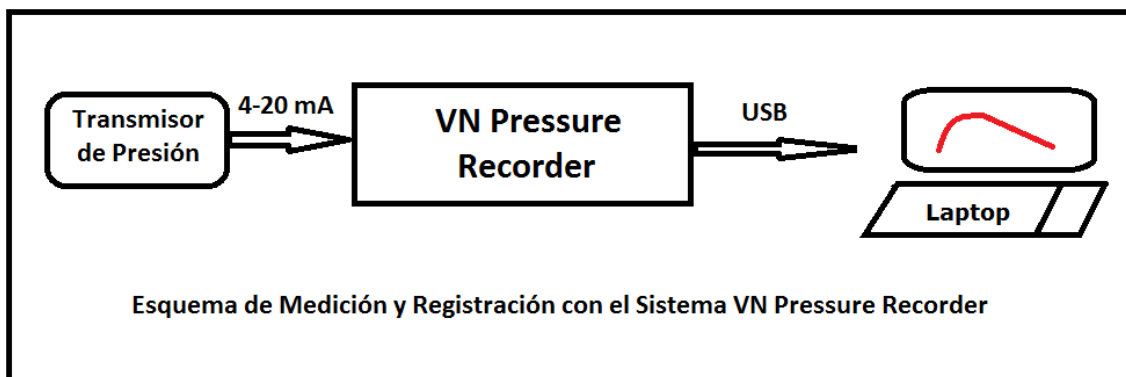 Transmisor
de Presión
4-20 mA
VN Pressure
Recorder
USB
Laptop
Esquema de Medición y Registración con el Sistema VN Pressure Recorder